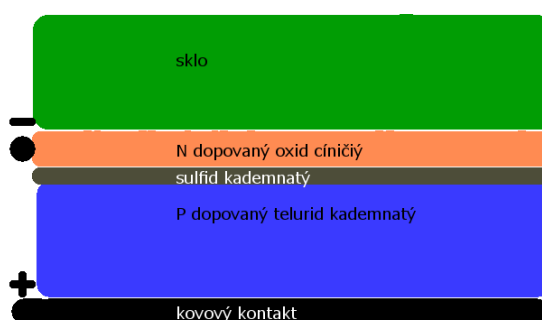 sklo
N dopovaný oxid cíničiý
sulfid kademnatý
P dopovaný telurid kademnatý
kovový kontakt